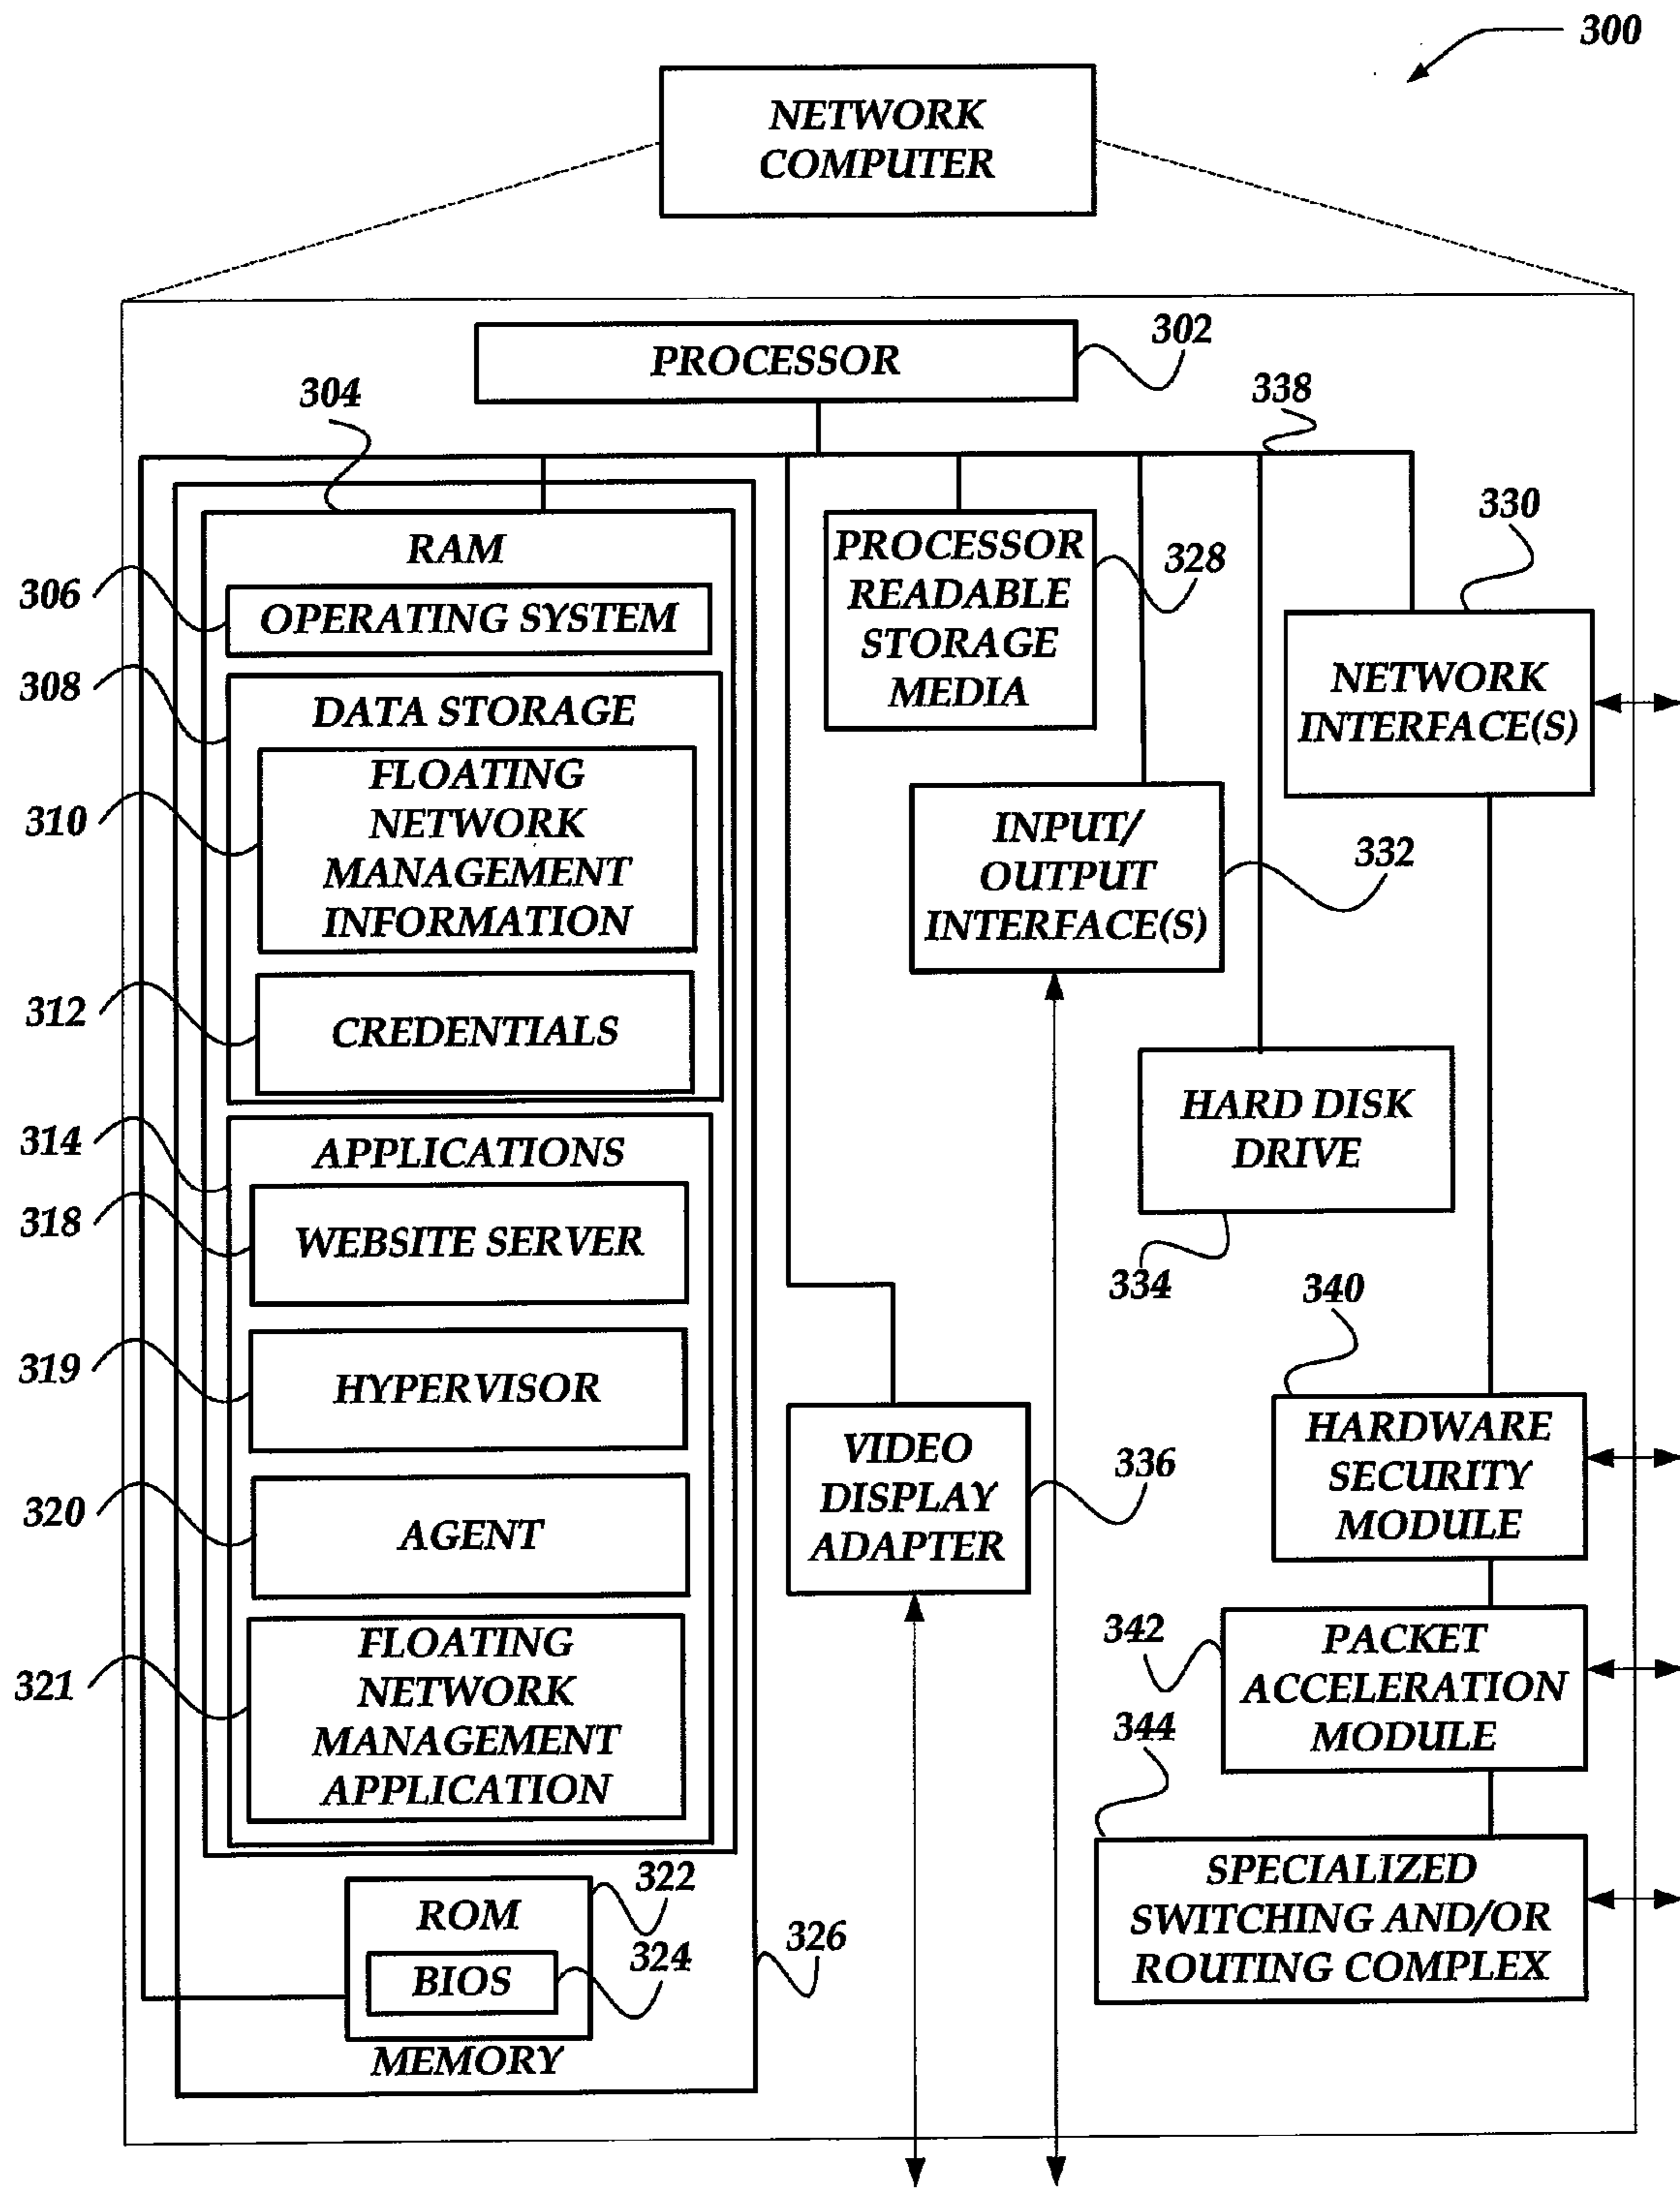 300
NETWORK
COMPUTER
PROCESSOR
302
304
338
RAM
306
OPERATING SYSTEM
308
DATA STORAGE
310
FLOATING
NETWORK
MANAGEMENT
INFORMATION
312
CREDENTIALS
314
APPLICATIONS
318
WEBSITE SERVER
319
HYPERVISOR
320
AGENT
321
FLOATING
NETWORK
MANAGEMENT
APPLICATION
ROM
322
BIOS
324
MEMORY
326
PROCESSOR
READABLE
STORAGE
MEDIA
328
330
NETWORK
INTERFACE(S)
INPUT/
OUTPUT
INTERFACE(S)
332
HARD DISK
DRIVE
334
VIDEO
DISPLAY
ADAPTER
336
340
HARDWARE
SECURITY
MODULE
342
PACKET
ACCELERATION
MODULE
344
SPECIALIZED
SWITCHING AND/OR
ROUTING COMPLEX